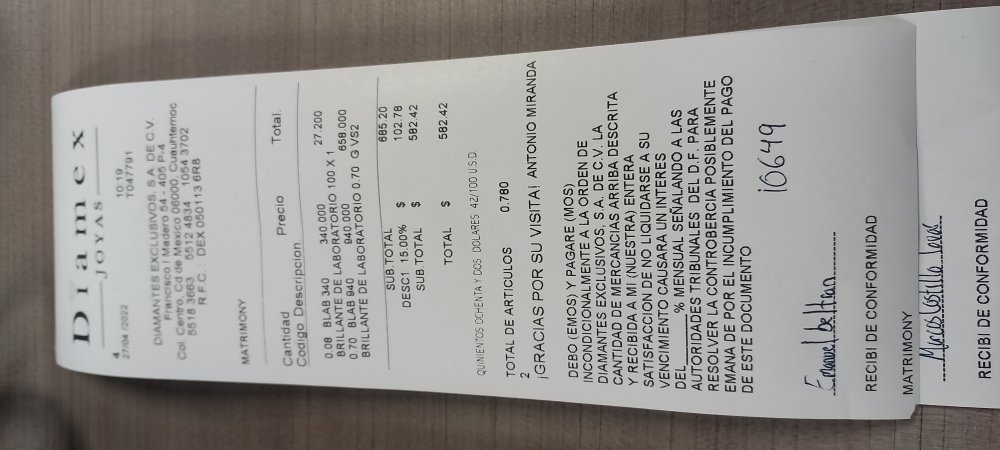 Diamex
JOYAS
4
27/04 /2022
10:19
T047791
DIAMANTES EXCLUSIVOS, S.A. DE C.V.
Francisco I Madero 54 - 405 P-4
Col. Centro, Cd de Mexico 06000, Cuauhtemoc
5518 3663 5512 4834 1054 3702
R.F.C. : DEX 050113 6R8
MATRIMONY
Cantidad Precio Total.
Codigo Descripcion.
0.08 BLAB 340 340.000 27.200
BRILLANTE DE LABORATORIO 100 X 1
0.70 BLAB 940 940.000 658.000
BRILLANTE DE LABORATORIO 0.70 G VS2
SUB.TOTAL 685.20
DESC1 15.00% $ 102.78
SUB.TOTAL $ 582.42
TOTAL $ 582.42
QUINIENTOS OCHENTA Y DOS DOLARES 42/100 U.S.D.
TOTAL DE ARTICULOS 0.780
2
¡GRACIAS POR SU VISITA! ANTONIO MIRANDA
DEBO (IEMOS) Y PAGARE (MOS)
INCONDICIONALMENTE A LA ORDEN DE
DIAMANTES EXCLUSIVOS, S.A. DE C.V. LA
CANTIDAD DE MERCANCIAS ARRIBA DESCRITA
Y RECIBIDA A MI (NUESTRA) ENTERA
SATISFACCION DE NO LIQUIDARSE A SU
VENCIMIENTO CAUSARA UN INTERES
DEL ______% MENSUAL SEÑALANDO A LAS
AUTORIDADES TRIBUNALES DEL D.F. PARA
RESOLVER LA CONTROBERCIA POSIBLEMENTE
EMANA DE POR EL INCUMPLIMIENTO DEL PAGO
DE ESTE DOCUMENTO
16649
RECIBI DE CONFORMIDAD
MATRIMONY
RECIBI DE CONFORMIDAD